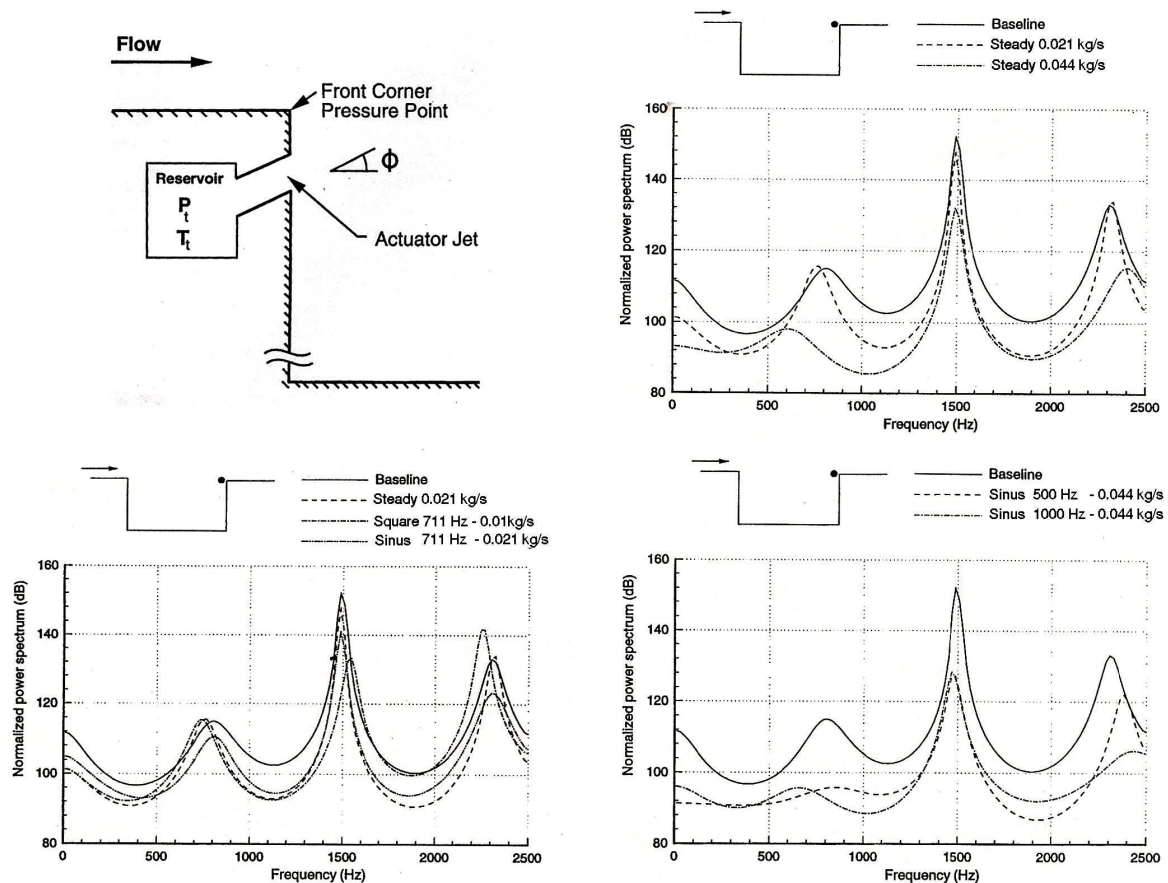 Flow
Front Corner
Pressure Point
Reservoir
Pt
Tt
ϕ
Actuator Jet
Baseline
Steady 0.021 kg/s
Steady 0.044 kg/s
Normalized power spectrum (dB)
160
140
120
100
80
0
500
1000
1500
2000
2500
Frequency (Hz)
Baseline
Steady 0.021 kg/s
Square 711 Hz - 0.01kg/s
Sinus 711 Hz - 0.021 kg/s
Normalized power spectrum (dB)
160
140
120
100
80
0
500
1000
1500
2000
2500
Frequency (Hz)
Baseline
Sinus 500 Hz - 0.044 kg/s
Sinus 1000 Hz - 0.044 kg/s
Normalized power spectrum (dB)
160
140
120
100
80
0
500
1000
1500
2000
2500
Frequency (Hz)